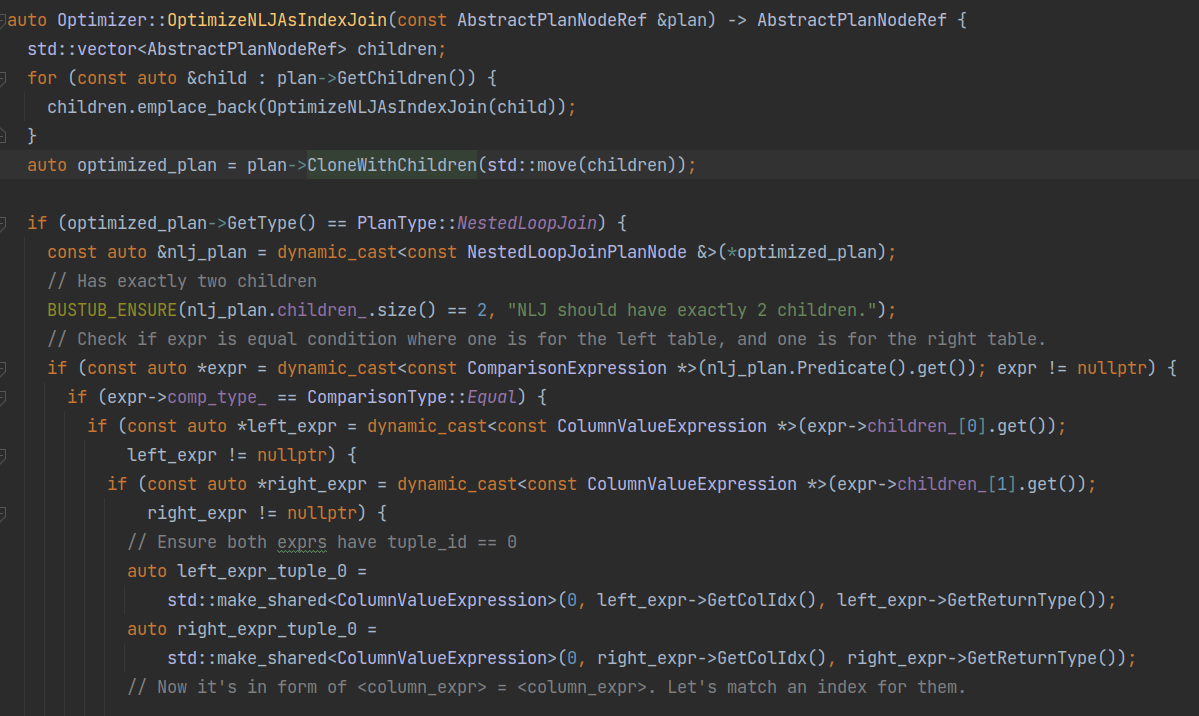 auto Optimizer::OptimizeNLJAsIndexJoin(const AbstractPlanNodeRef &plan) -> AbstractPlanNodeRef {
  std::vector<AbstractPlanNodeRef> children;
  for (const auto &child : plan->GetChildren()) {
    children.emplace_back(OptimizeNLJAsIndexJoin(child));
  }
  auto optimized_plan = plan->CloneWithChildren(std::move(children));

  if (optimized_plan->GetType() == PlanType::NestedLoopJoin) {
    const auto &nlj_plan = dynamic_cast<const NestedLoopJoinPlanNode &>(*optimized_plan);
    // Has exactly two children
    BUSTUB_ENSURE(nlj_plan.children_.size() == 2, "NLJ should have exactly 2 children.");
    // Check if expr is equal condition where one is for the left table, and one is for the right table.
    if (const auto *expr = dynamic_cast<const ComparisonExpression *>(nlj_plan.Predicate().get()); expr != nullptr) {
      if (expr->comp_type_ == ComparisonType::Equal) {
        if (const auto *left_expr = dynamic_cast<const ColumnValueExpression *>(expr->children_[0].get());
            left_expr != nullptr) {
          if (const auto *right_expr = dynamic_cast<const ColumnValueExpression *>(expr->children_[1].get());
              right_expr != nullptr) {
            // Ensure both exprs have tuple_id == 0
            auto left_expr_tuple_0 =
                std::make_shared<ColumnValueExpression>(0, left_expr->GetColIdx(), left_expr->GetReturnType());
            auto right_expr_tuple_0 =
                std::make_shared<ColumnValueExpression>(0, right_expr->GetColIdx(), right_expr->GetReturnType());
            // Now it's in form of <column_expr> = <column_expr>. Let's match an index for them.